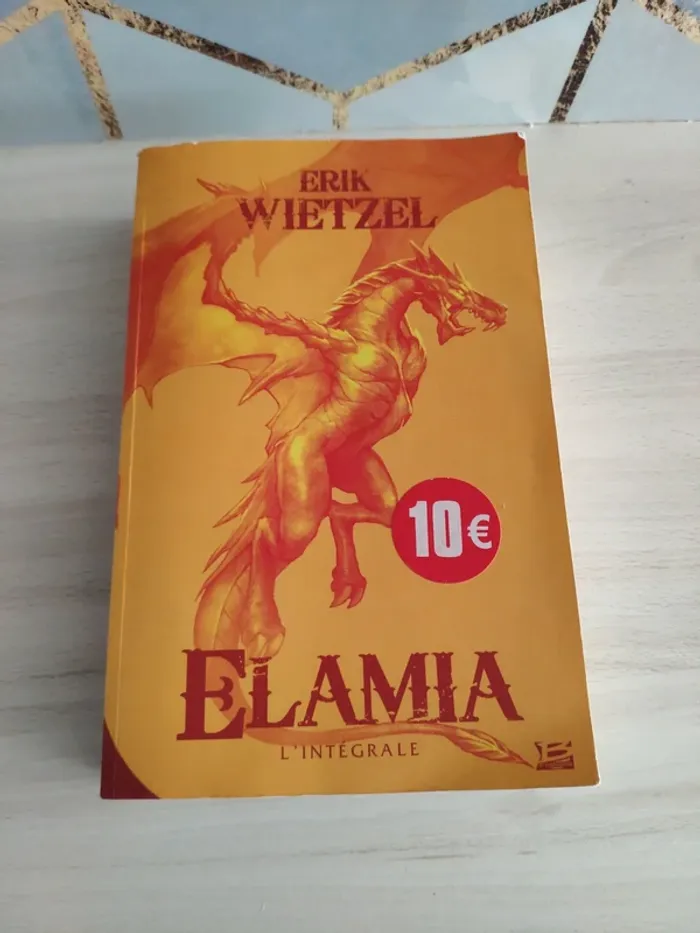 ERIK
WIETZEL
10€
ELAMIA
L'INTÉGRALE
B